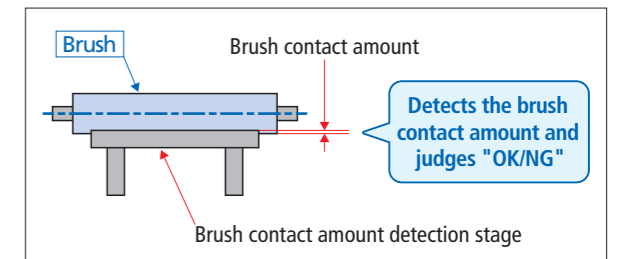 Brush
Brush contact amount
Detects the brush
contact amount and
judges "OK/NG"
Brush contact amount detection stage